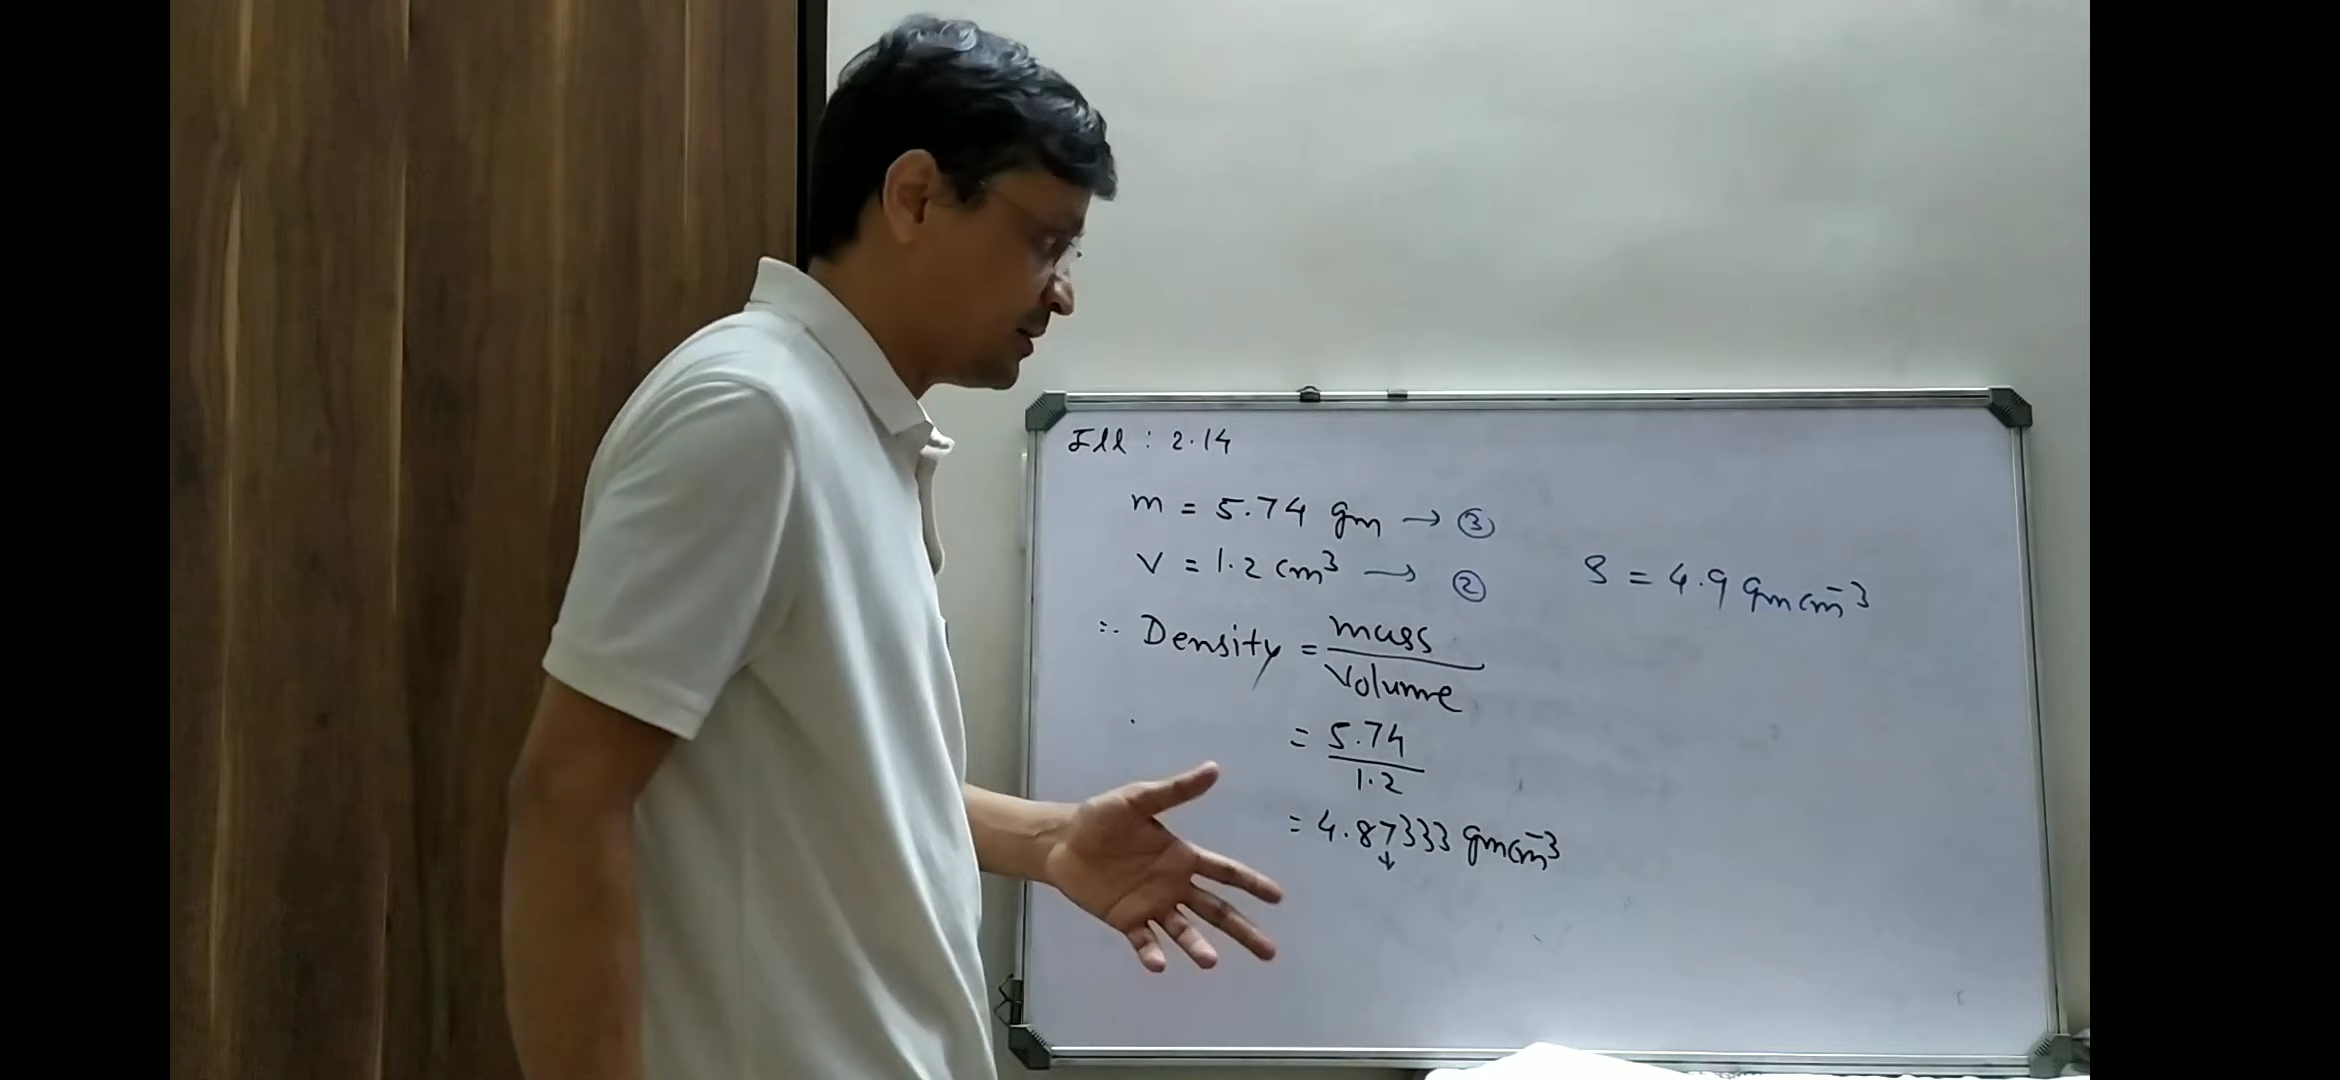 Ill : 2.14
m = 5.74 gm → ③
V = 1.2 cm³ → ②
∴ Density = mass / Volume
= 5.74 / 1.2
= 4.87333 gm cm⁻³
S = 4.9 gm cm⁻³